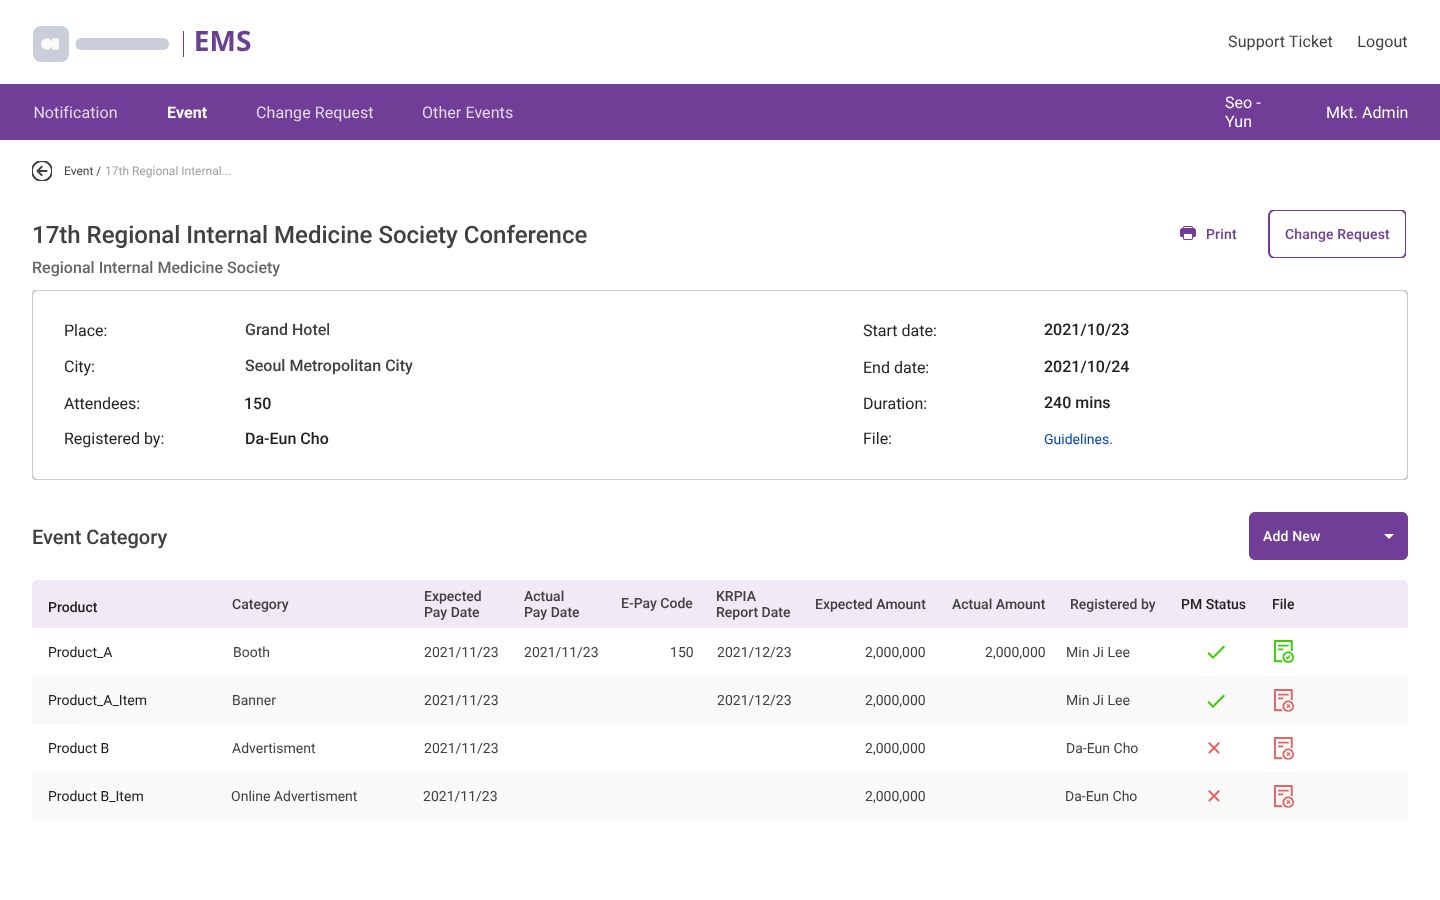 EMS
Support Ticket
Logout
Notification
Event
Change Request
Other Events
Seo -
Yun
Mkt. Admin
Event / 17th Regional Internal...
17th Regional Internal Medicine Society Conference
Print
Change Request
Regional Internal Medicine Society
Place: Grand Hotel
Start date: 2021/10/23
City: Seoul Metropolitan City
End date: 2021/10/24
Attendees: 150
Duration: 240 mins
Registered by: Da-Eun Cho
File: Guidelines.
Event Category
Add New
Product
Category
Expected
Pay Date
Actual
Pay Date
E-Pay Code
KRPIA
Report Date
Expected Amount
Actual Amount
Registered by
PM Status
File
Product_A Booth 2021/11/23 2021/11/23 150 2021/12/23 2,000,000 2,000,000 Min Ji Lee
Product_A_Item Banner 2021/11/23 2021/12/23 2,000,000 Min Ji Lee
Product B Advertisment 2021/11/23 2,000,000 Da-Eun Cho
Product B_Item Online Advertisment 2021/11/23 2,000,000 Da-Eun Cho